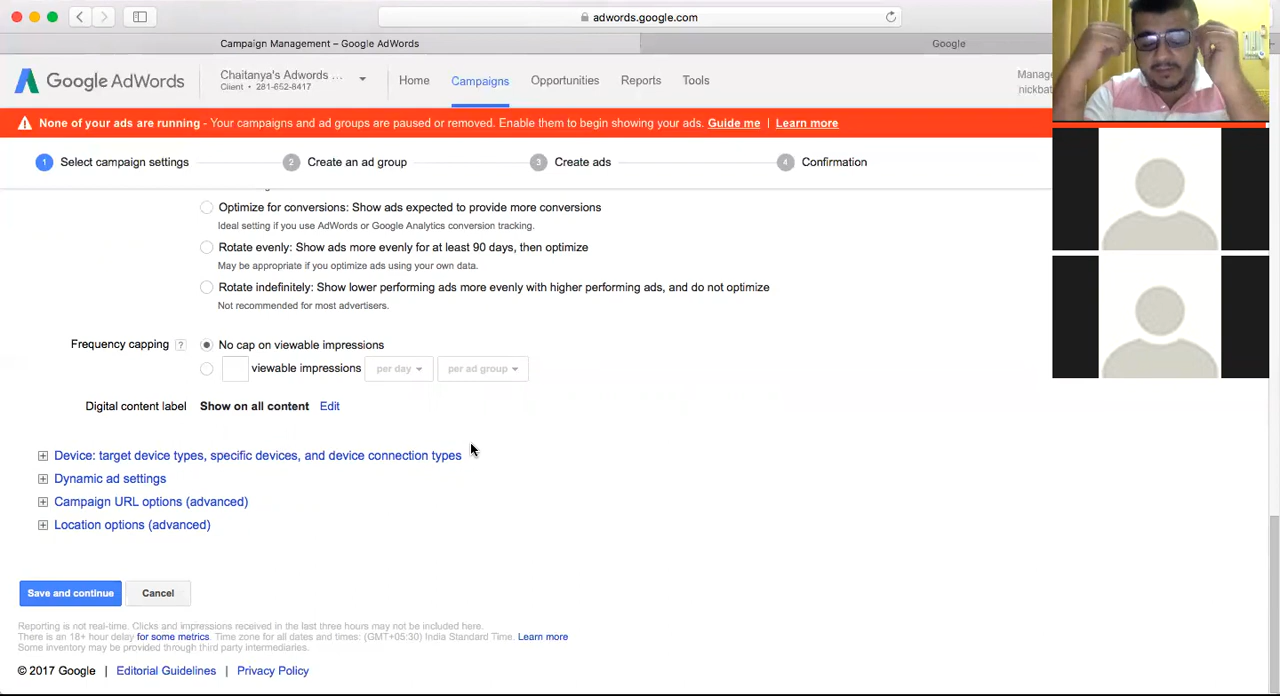 adwords.google.com
Campaign Management – Google AdWords
Google
Google AdWords
Chaitanya's Adwords ...
Client • 281-652-8417
Home
Campaigns
Opportunities
Reports
Tools
Manage
nickbat
None of your ads are running - Your campaigns and ad groups are paused or removed. Enable them to begin showing your ads. Guide me | Learn more
1 Select campaign settings
2 Create an ad group
3 Create ads
4 Confirmation
Optimize for conversions: Show ads expected to provide more conversions
Ideal setting if you use AdWords or Google Analytics conversion tracking.
Rotate evenly: Show ads more evenly for at least 90 days, then optimize
May be appropriate if you optimize ads using your own data.
Rotate indefinitely: Show lower performing ads more evenly with higher performing ads, and do not optimize
Not recommended for most advertisers.
Frequency capping ? No cap on viewable impressions
viewable impressions per day per ad group
Digital content label Show on all content Edit
Device: target device types, specific devices, and device connection types
Dynamic ad settings
Campaign URL options (advanced)
Location options (advanced)
Save and continue Cancel
Reporting is not real-time. Clicks and impressions received in the last three hours may not be included here.
There is an 18+ hour delay for some metrics. Time zone for all dates and times: (GMT+05:30) India Standard Time. Learn more
Some inventory may be provided through third party intermediaries.
© 2017 Google | Editorial Guidelines | Privacy Policy